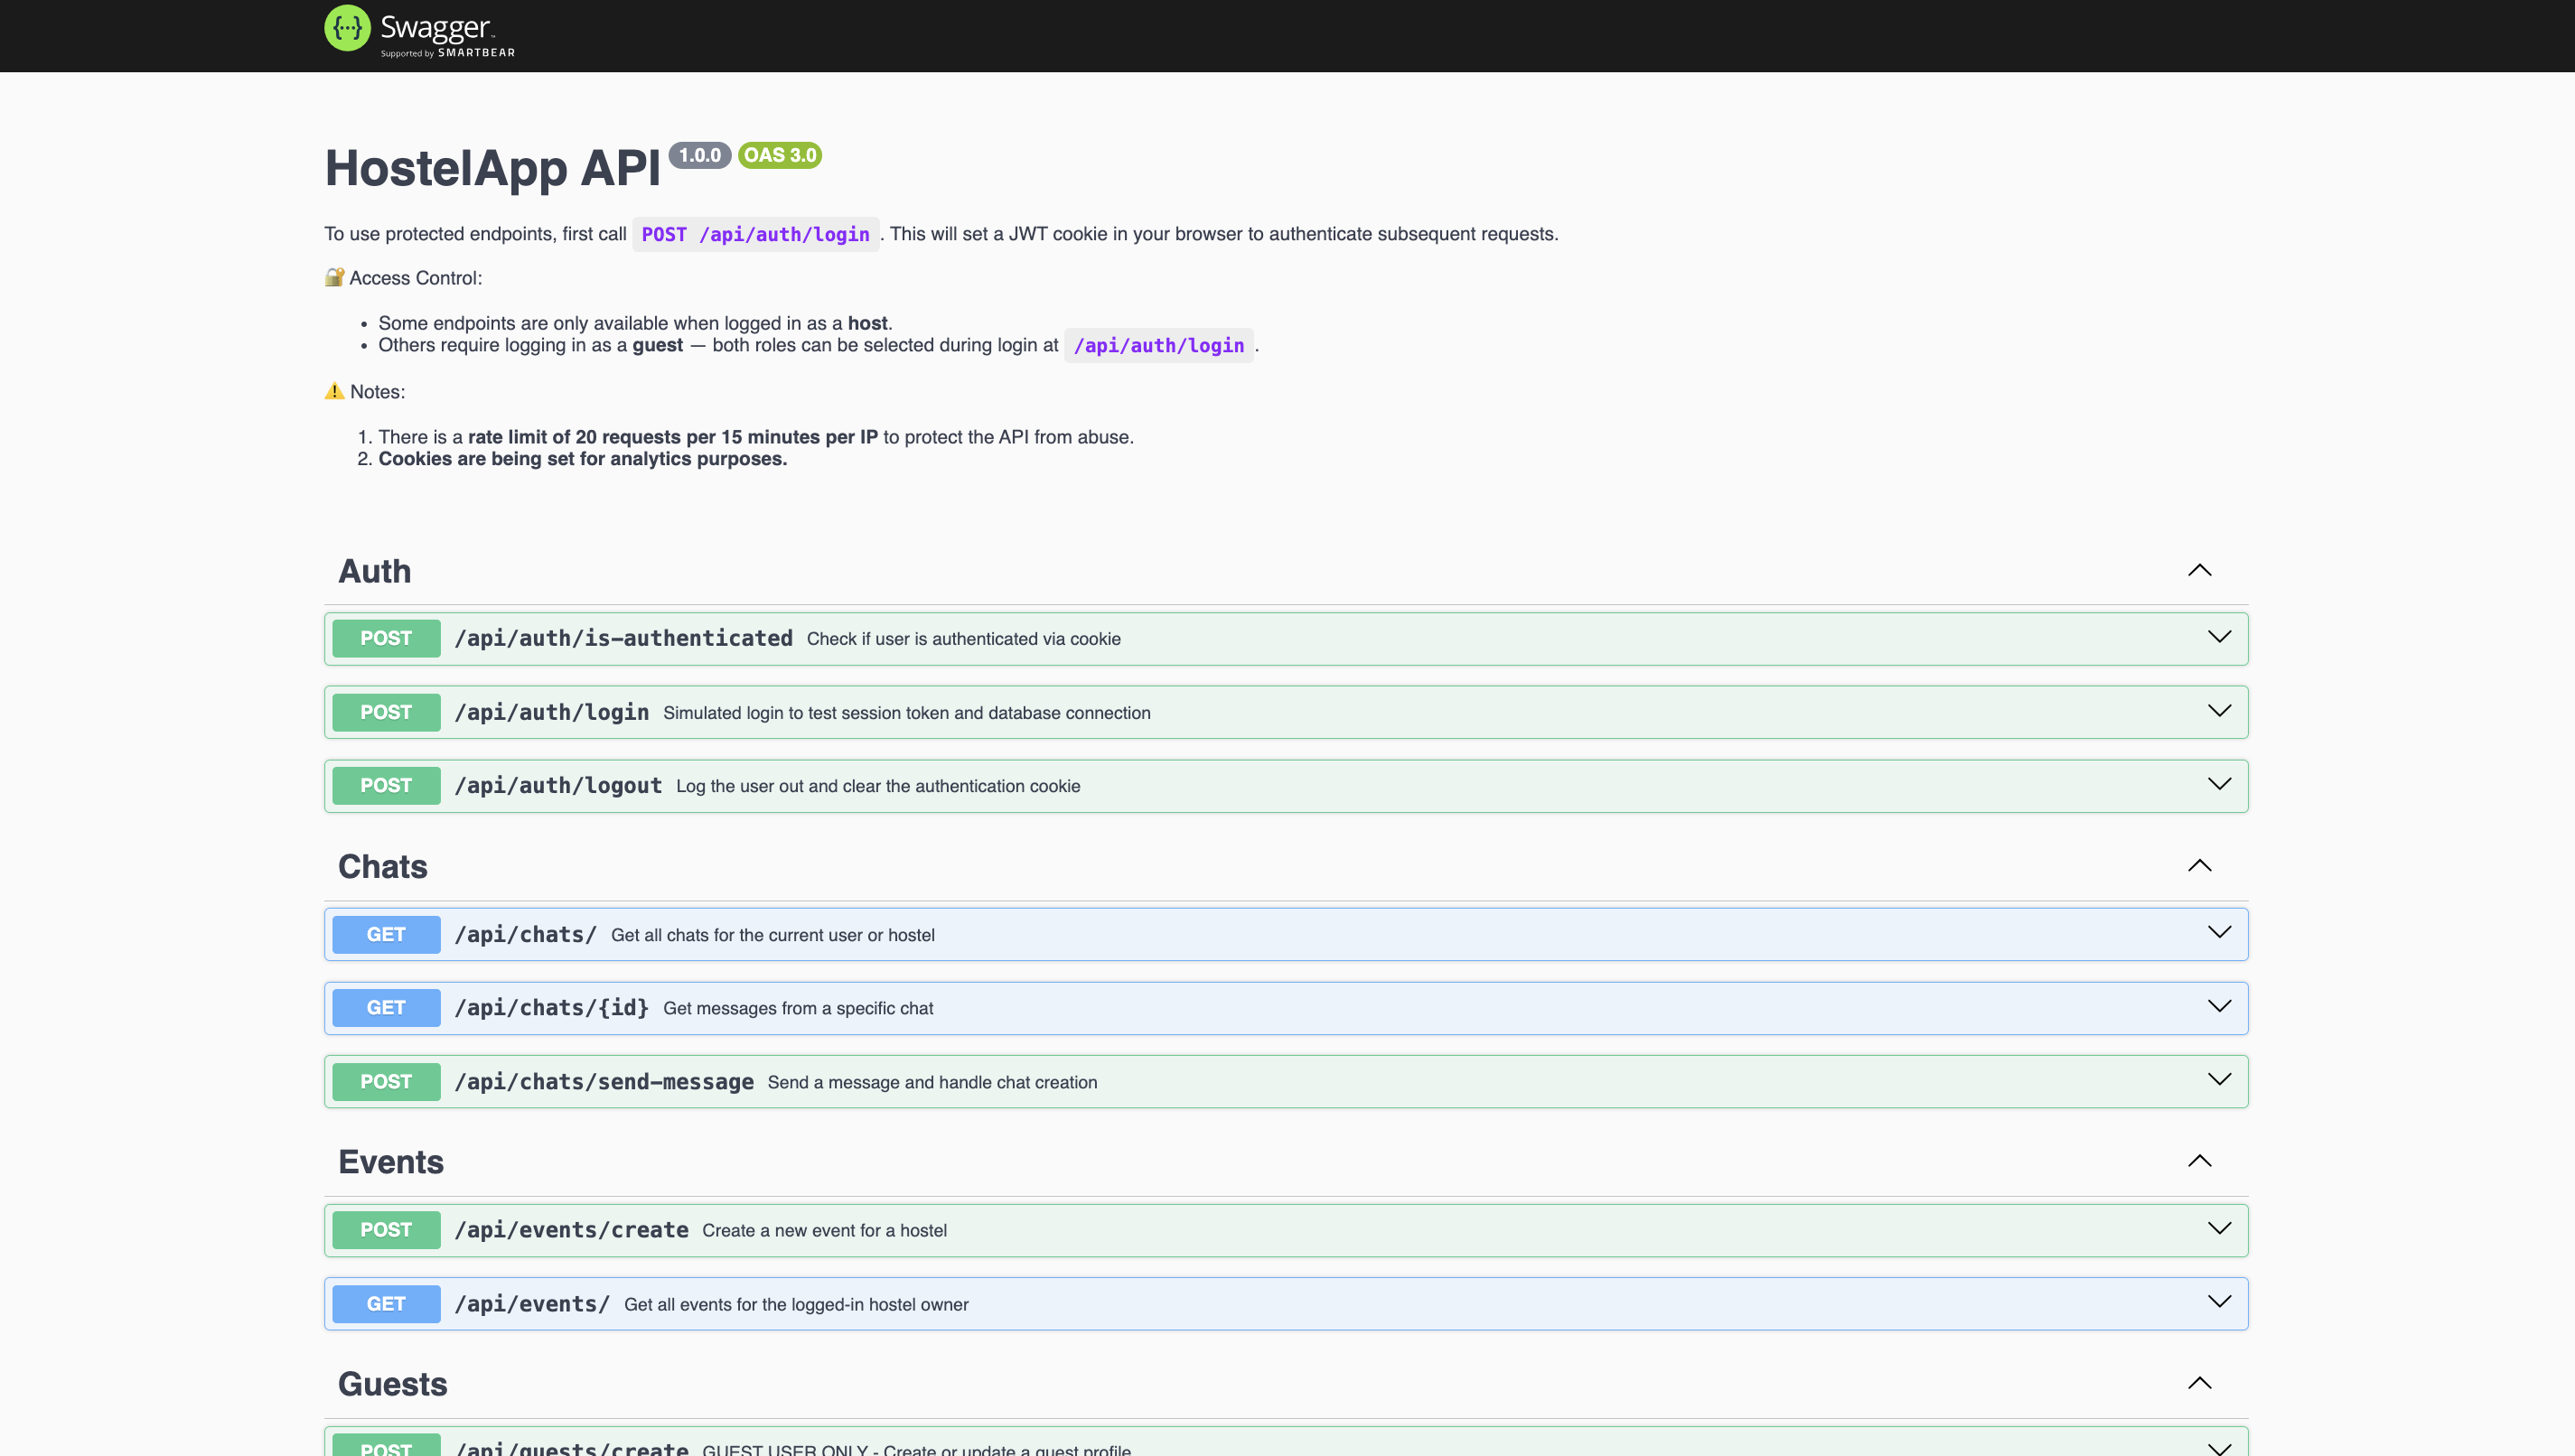 Swagger™
Supported by SMARTBEAR
HostelApp API 1.0.0 OAS 3.0
To use protected endpoints, first call POST /api/auth/login. This will set a JWT cookie in your browser to authenticate subsequent requests.
🔐 Access Control:
• Some endpoints are only available when logged in as a host.
• Others require logging in as a guest — both roles can be selected during login at /api/auth/login.
⚠️ Notes:
1. There is a rate limit of 20 requests per 15 minutes per IP to protect the API from abuse.
2. Cookies are being set for analytics purposes.
Auth
POST /api/auth/is-authenticated Check if user is authenticated via cookie
POST /api/auth/login Simulated login to test session token and database connection
POST /api/auth/logout Log the user out and clear the authentication cookie
Chats
GET /api/chats/ Get all chats for the current user or hostel
GET /api/chats/{id} Get messages from a specific chat
POST /api/chats/send-message Send a message and handle chat creation
Events
POST /api/events/create Create a new event for a hostel
GET /api/events/ Get all events for the logged-in hostel owner
Guests
POST /api/guests/create GUEST USER ONLY - Create or update a guest profile